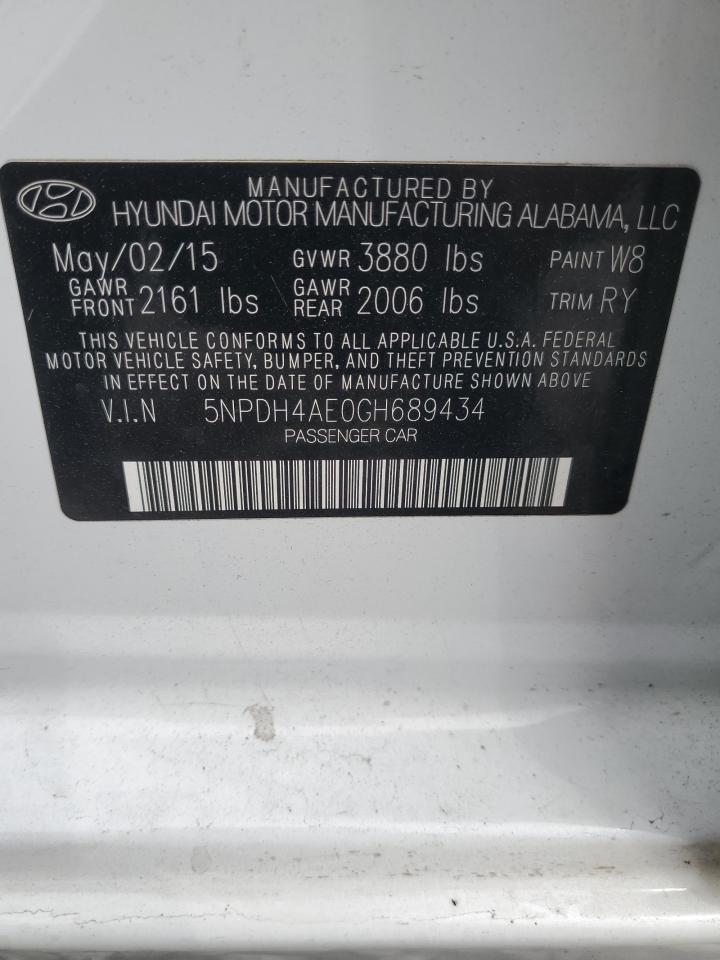 MANUFACTURED BY
HYUNDAI MOTOR MANUFACTURING ALABAMA, LLC
May/02/15 GVWR 3880 lbs PAINT W8
GAWR FRONT 2161 lbs GAWR REAR 2006 lbs TRIM RY
THIS VEHICLE CONFORMS TO ALL APPLICABLE U.S.A. FEDERAL
MOTOR VEHICLE SAFETY, BUMPER, AND THEFT PREVENTION STANDARDS
IN EFFECT ON THE DATE OF MANUFACTURE SHOWN ABOVE
V.I.N 5NPDH4AE0GH689434
PASSENGER CAR